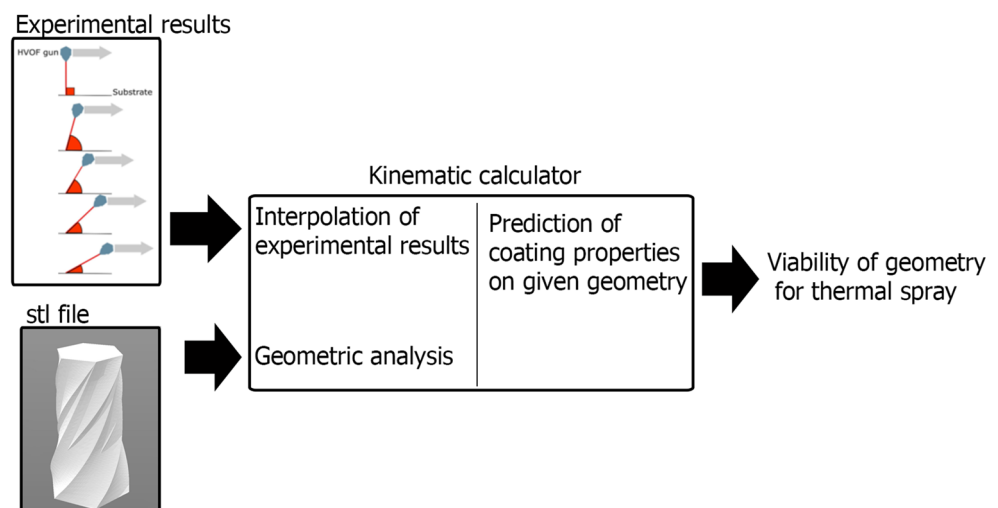 Experimental results
HVOF gun
Substrate
stl file
Kinematic calculator
Interpolation of
experimental results
Geometric analysis
Prediction of
coating properties
on given geometry
Viability of geometry
for thermal spray